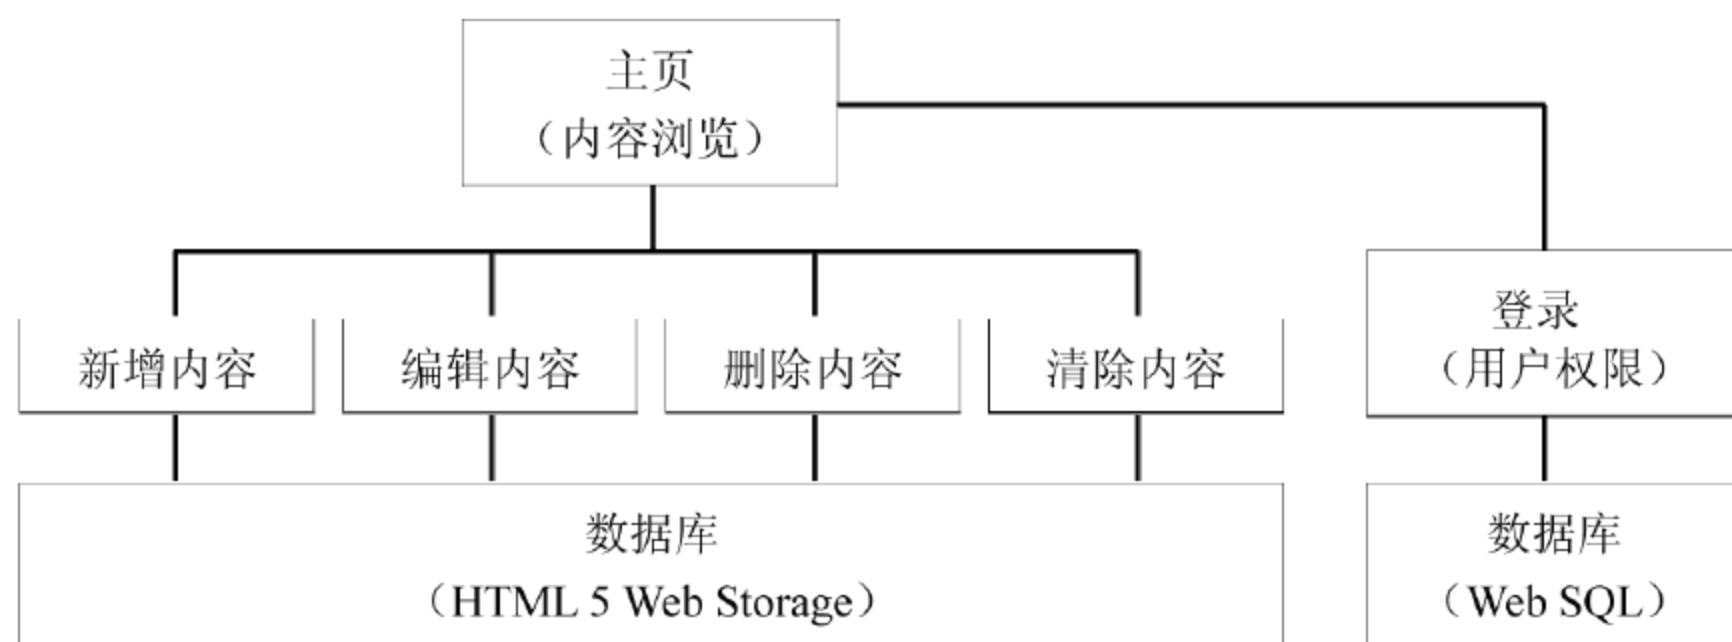 主页
（内容浏览）
新增内容
编辑内容
删除内容
清除内容
登录
（用户权限）
数据库
（HTML 5 Web Storage）
数据库
（Web SQL）